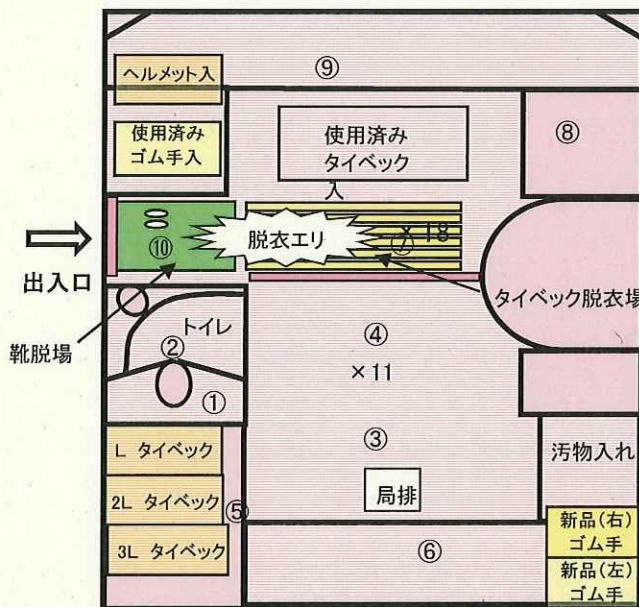 ⑨
ヘルメット入
使用済み
ゴム手入
使用済み
タイベック
入
⑧
出入口
⑩
脱衣エリ
⑦
× 18
タイベック脱衣場
靴脱場
トイレ
②
①
④
×11
③
局排
L タイベック
2L タイベック
3L タイベック
⑤
⑥
汚物入れ
新品(右)
ゴム手
新品(左)
ゴム手